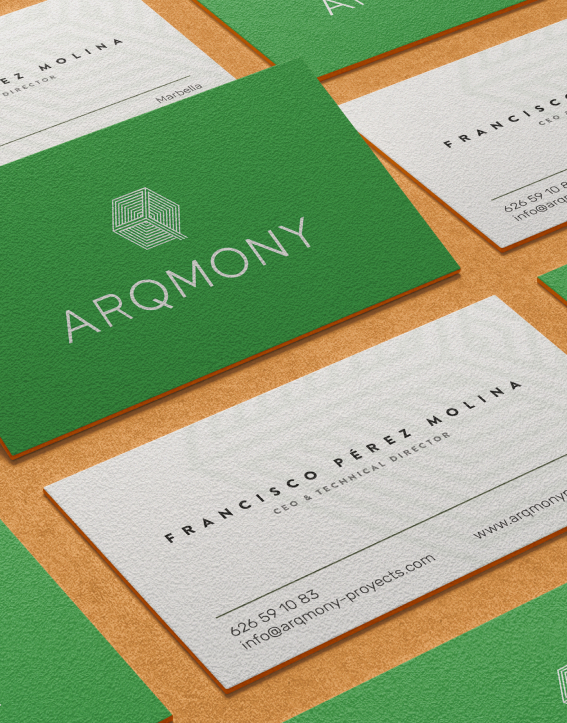 A
EZ MOLINA
DIRECTOR
Marbella
FRANCISCO
CEO &
626 59 10 8
info@arq
ARQMONY
FRANCISCO PÉREZ MOLINA
CEO & TECHNICAL DIRECTOR
626 59 10 83
info@arqmony-proyects.com
www.arqmony